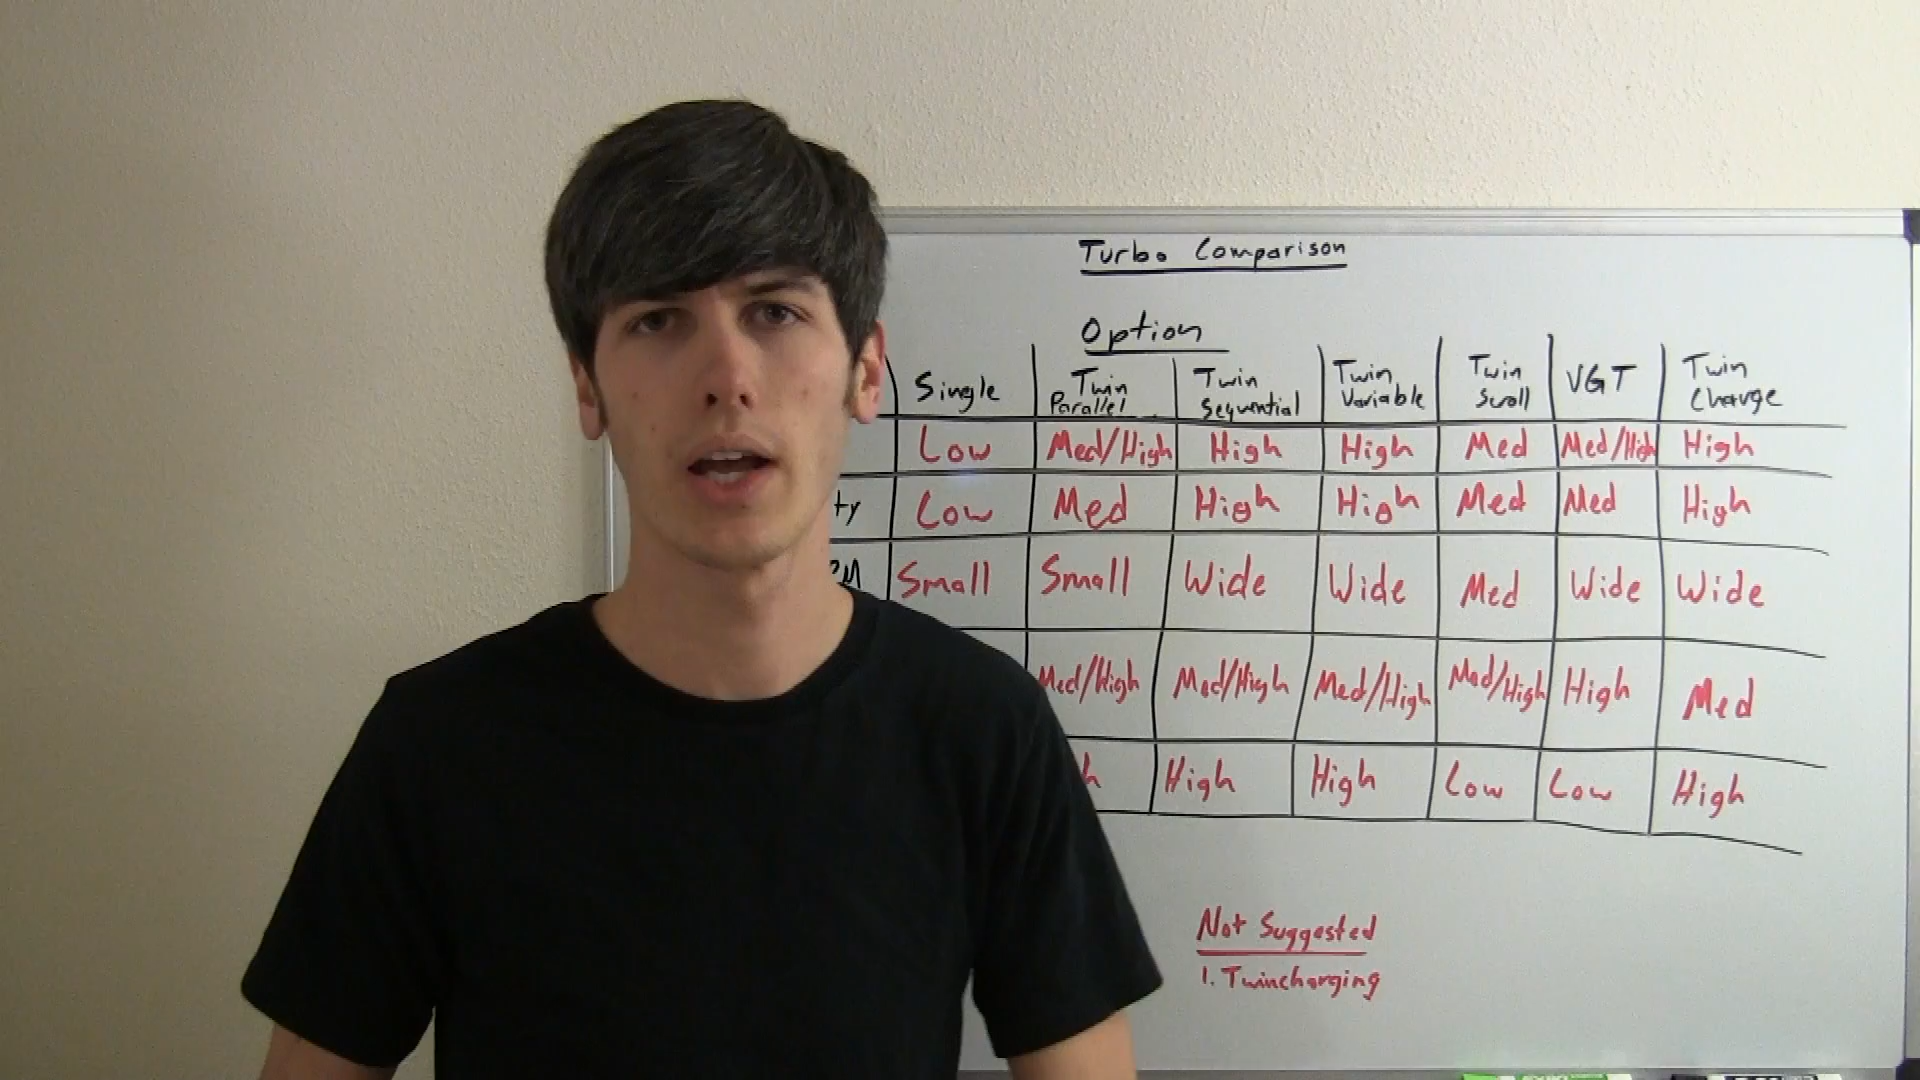 Turbo Comparison
Option
Single Twin Parallel Twin Sequential Twin Variable Twin Scroll VGT Twin Charge
Low Med/High High High Med Med/High High
ty Low Med High High Med Med High
RM Small Small Wide Wide Med Wide Wide
Med/High Med/High Med/High Med/High High Med
h High High Low Low High
Not Suggested
1. Twincharging